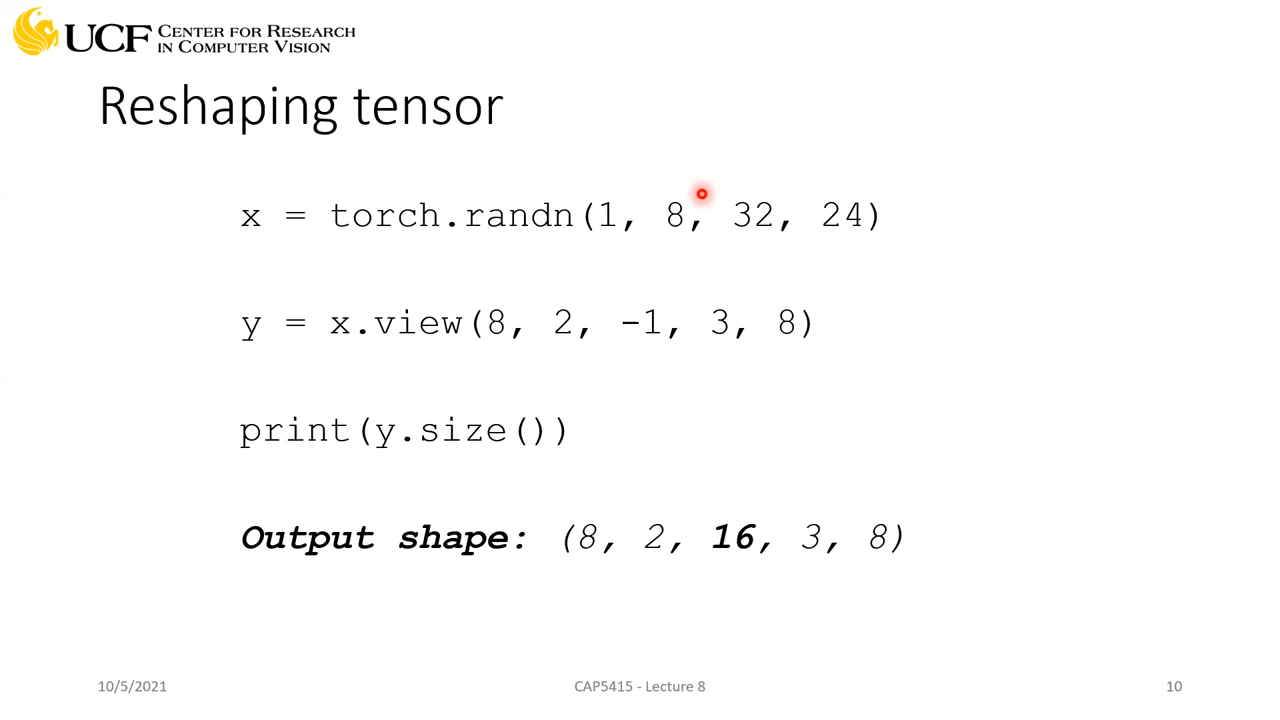 UCF CENTER FOR RESEARCH
IN COMPUTER VISION
Reshaping tensor
x = torch.randn(1, 8, 32, 24)
y = x.view(8, 2, -1, 3, 8)
print(y.size())
Output shape: (8, 2, 16, 3, 8)
10/5/2021
CAP5415 - Lecture 8
10